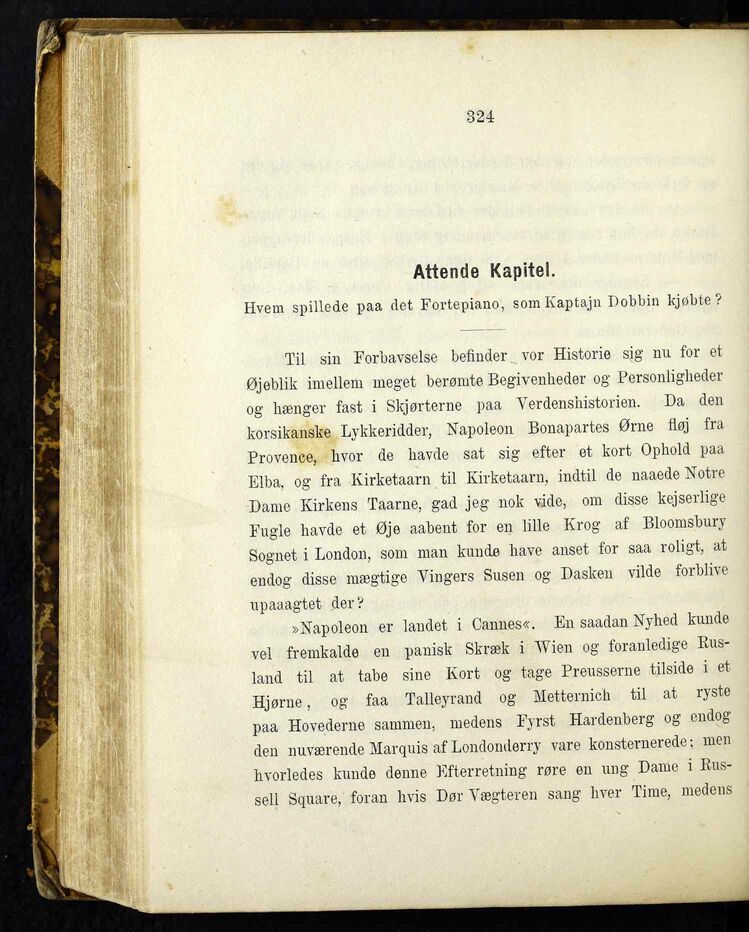 324
Attende Kapitel.
Hvem spillede paa det Fortepiano, som Kaptajn Dobbin kjøbte?
Til sin Forbavselse befinder vor Historie sig nu for et
Øjeblik imellem meget berømte Begivenheder og Personligheder
og hænger fast i Skjørterne paa Verdenshistorien. Da den
korsikanske Lykkeridder, Napoleon Bonapartes Ørne fløj fra
Provence, hvor de havde sat sig efter et kort Ophold paa
Elba, og fra Kirketaarn til Kirketaarn, indtil de naaede Notre
Dame Kirkens Taarne, gad jeg nok vide, om disse kejserlige
Fugle havde et Øje aabent for en lille Krog af Bloomsbury
Sognet i London, som man kunde have anset for saa roligt, at
endog disse mægtige Vingers Susen og Dasken vilde forblive
upaaagtet der?
»Napoleon er landet i Cannes«. En saadan Nyhed kunde
vel fremkalde en panisk Skræk i Wien og foranledige Rus-
land til at tabe sine Kort og tage Preusserne tilside i et
Hjørne, og faa Talleyrand og Metternich til at ryste
paa Hovederne sammen, medens Fyrst Hardenberg og endog
den nuværende Marquis af Londonderry vare konsternerede; men
hvorledes kunde denne Efterretning røre en ung Dame i Rus-
sell Square, foran hvis Dør Vægteren sang hver Time, medens